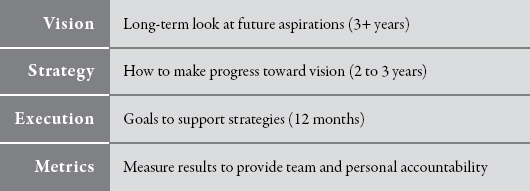 Vision Long-term look at future aspirations (3+ years)
Strategy How to make progress toward vision (2 to 3 years)
Execution Goals to support strategies (12 months)
Metrics Measure results to provide team and personal accountability